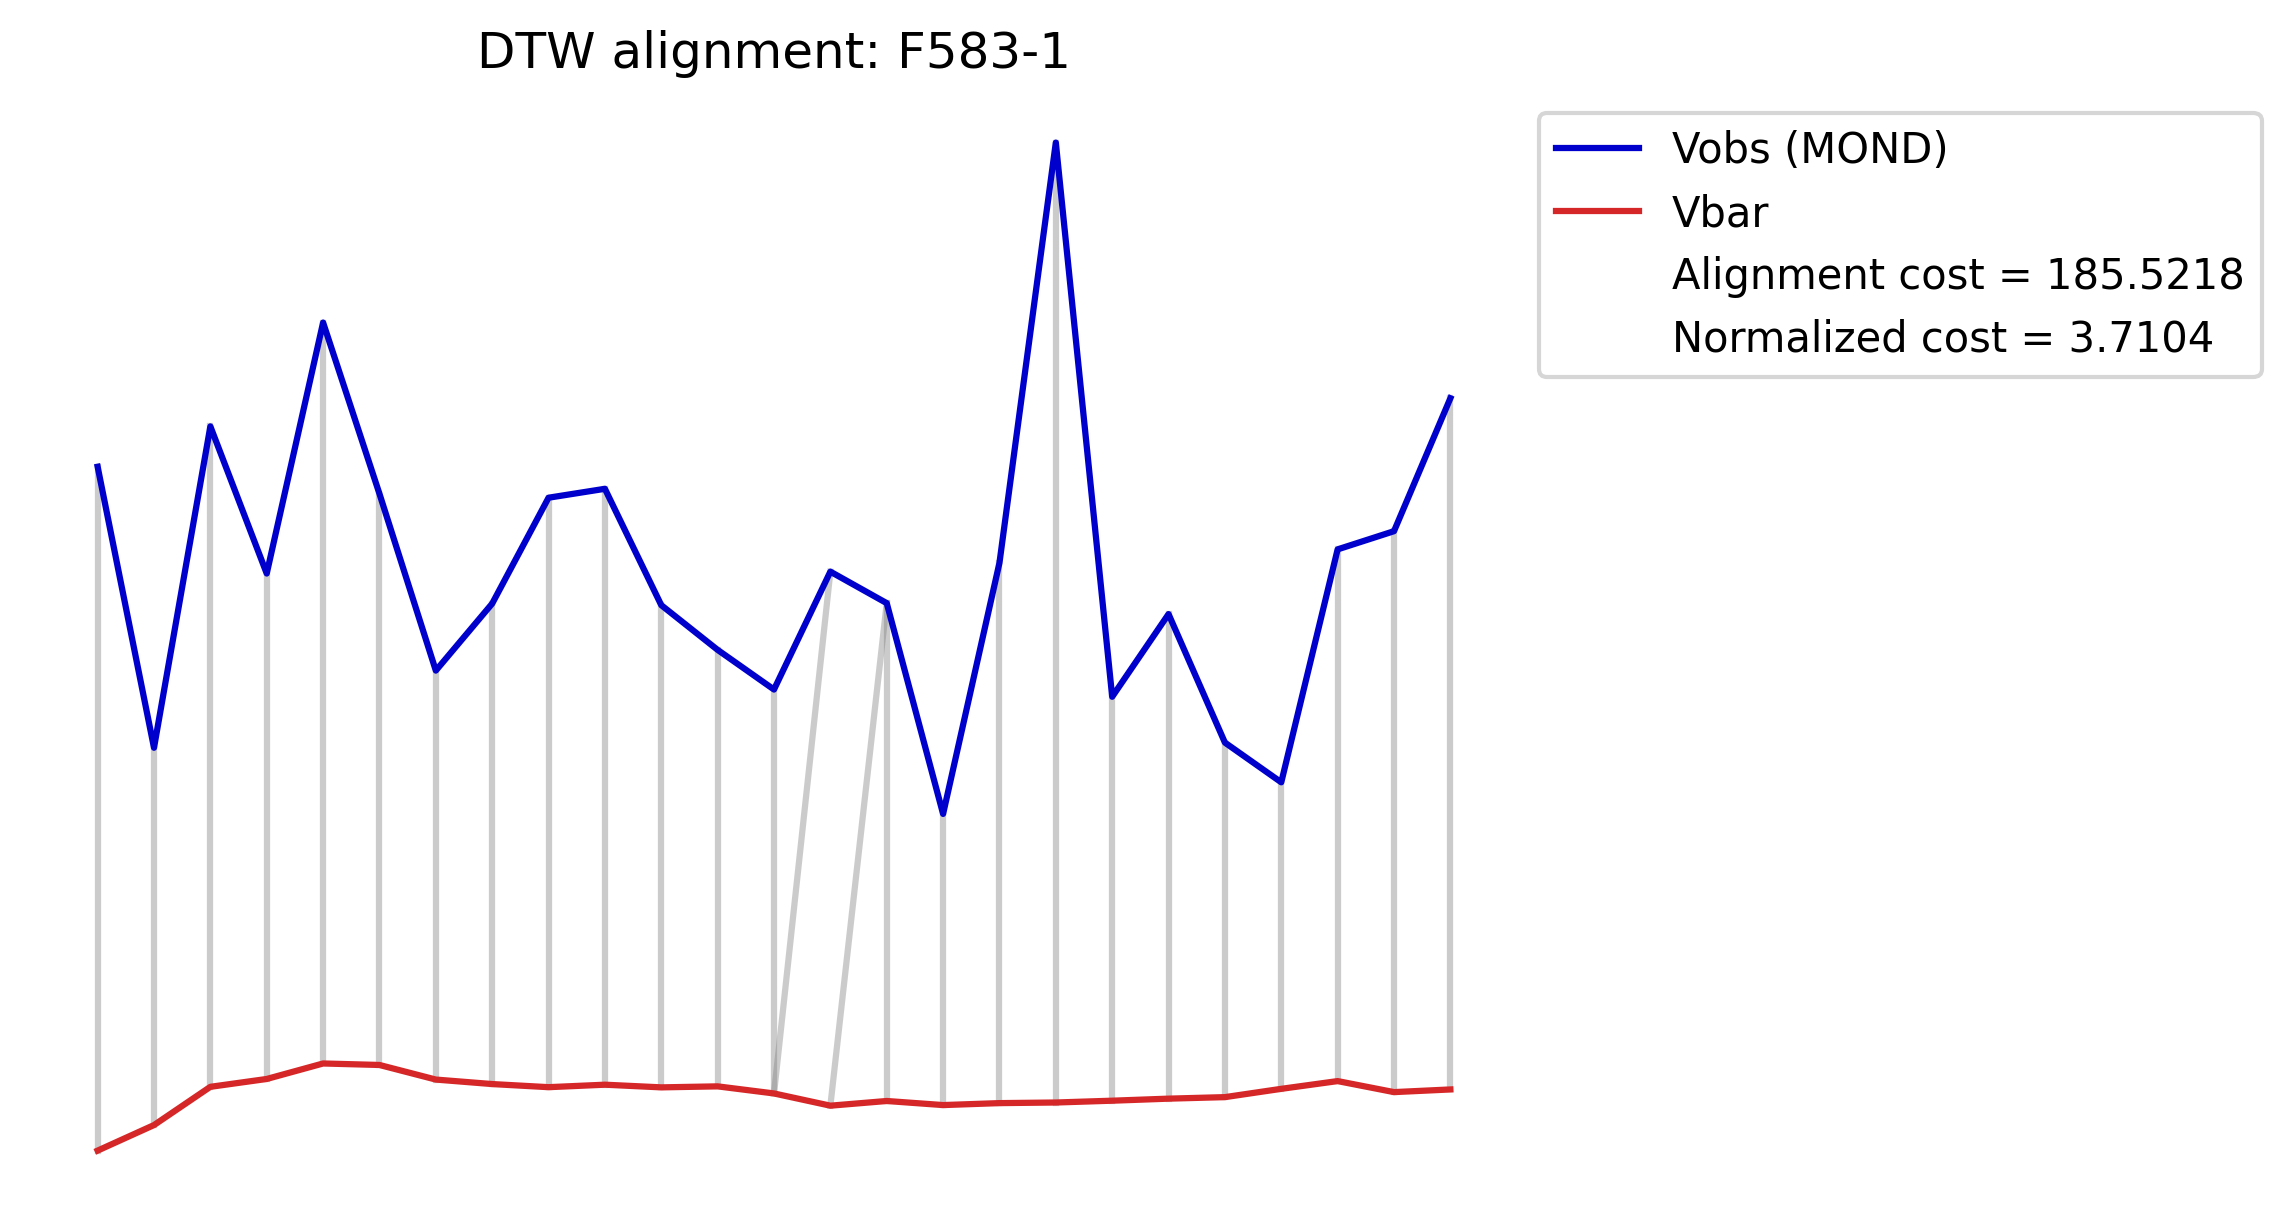 DTW alignment: F583-1
Vobs (MOND)
Vbar
Alignment cost = 185.5218
Normalized cost = 3.7104